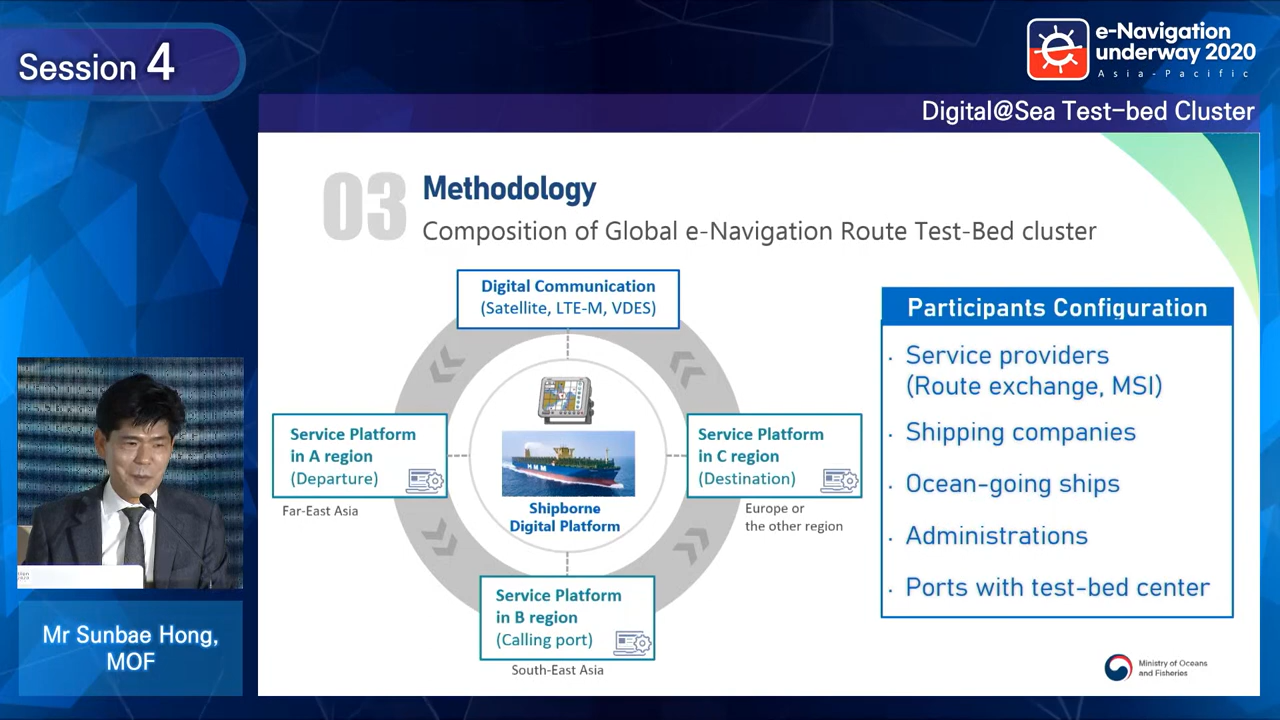 Session 4
e-Navigation
underway 2020
Asia-Pacific
Digital@Sea Test-bed Cluster
03
Methodology
Composition of Global e-Navigation Route Test-Bed cluster
Digital Communication
(Satellite, LTE-M, VDES)
Service Platform
in A region
(Departure)
Far-East Asia
HMM
Shipborne
Digital Platform
Service Platform
in C region
(Destination)
Europe or
the other region
Service Platform
in B region
(Calling port)
South-East Asia
Participants Configuration
· Service providers
(Route exchange, MSI)
· Shipping companies
· Ocean-going ships
· Administrations
· Ports with test-bed center
Mr Sunbae Hong,
MOF
Ministry of Oceans
and Fisheries